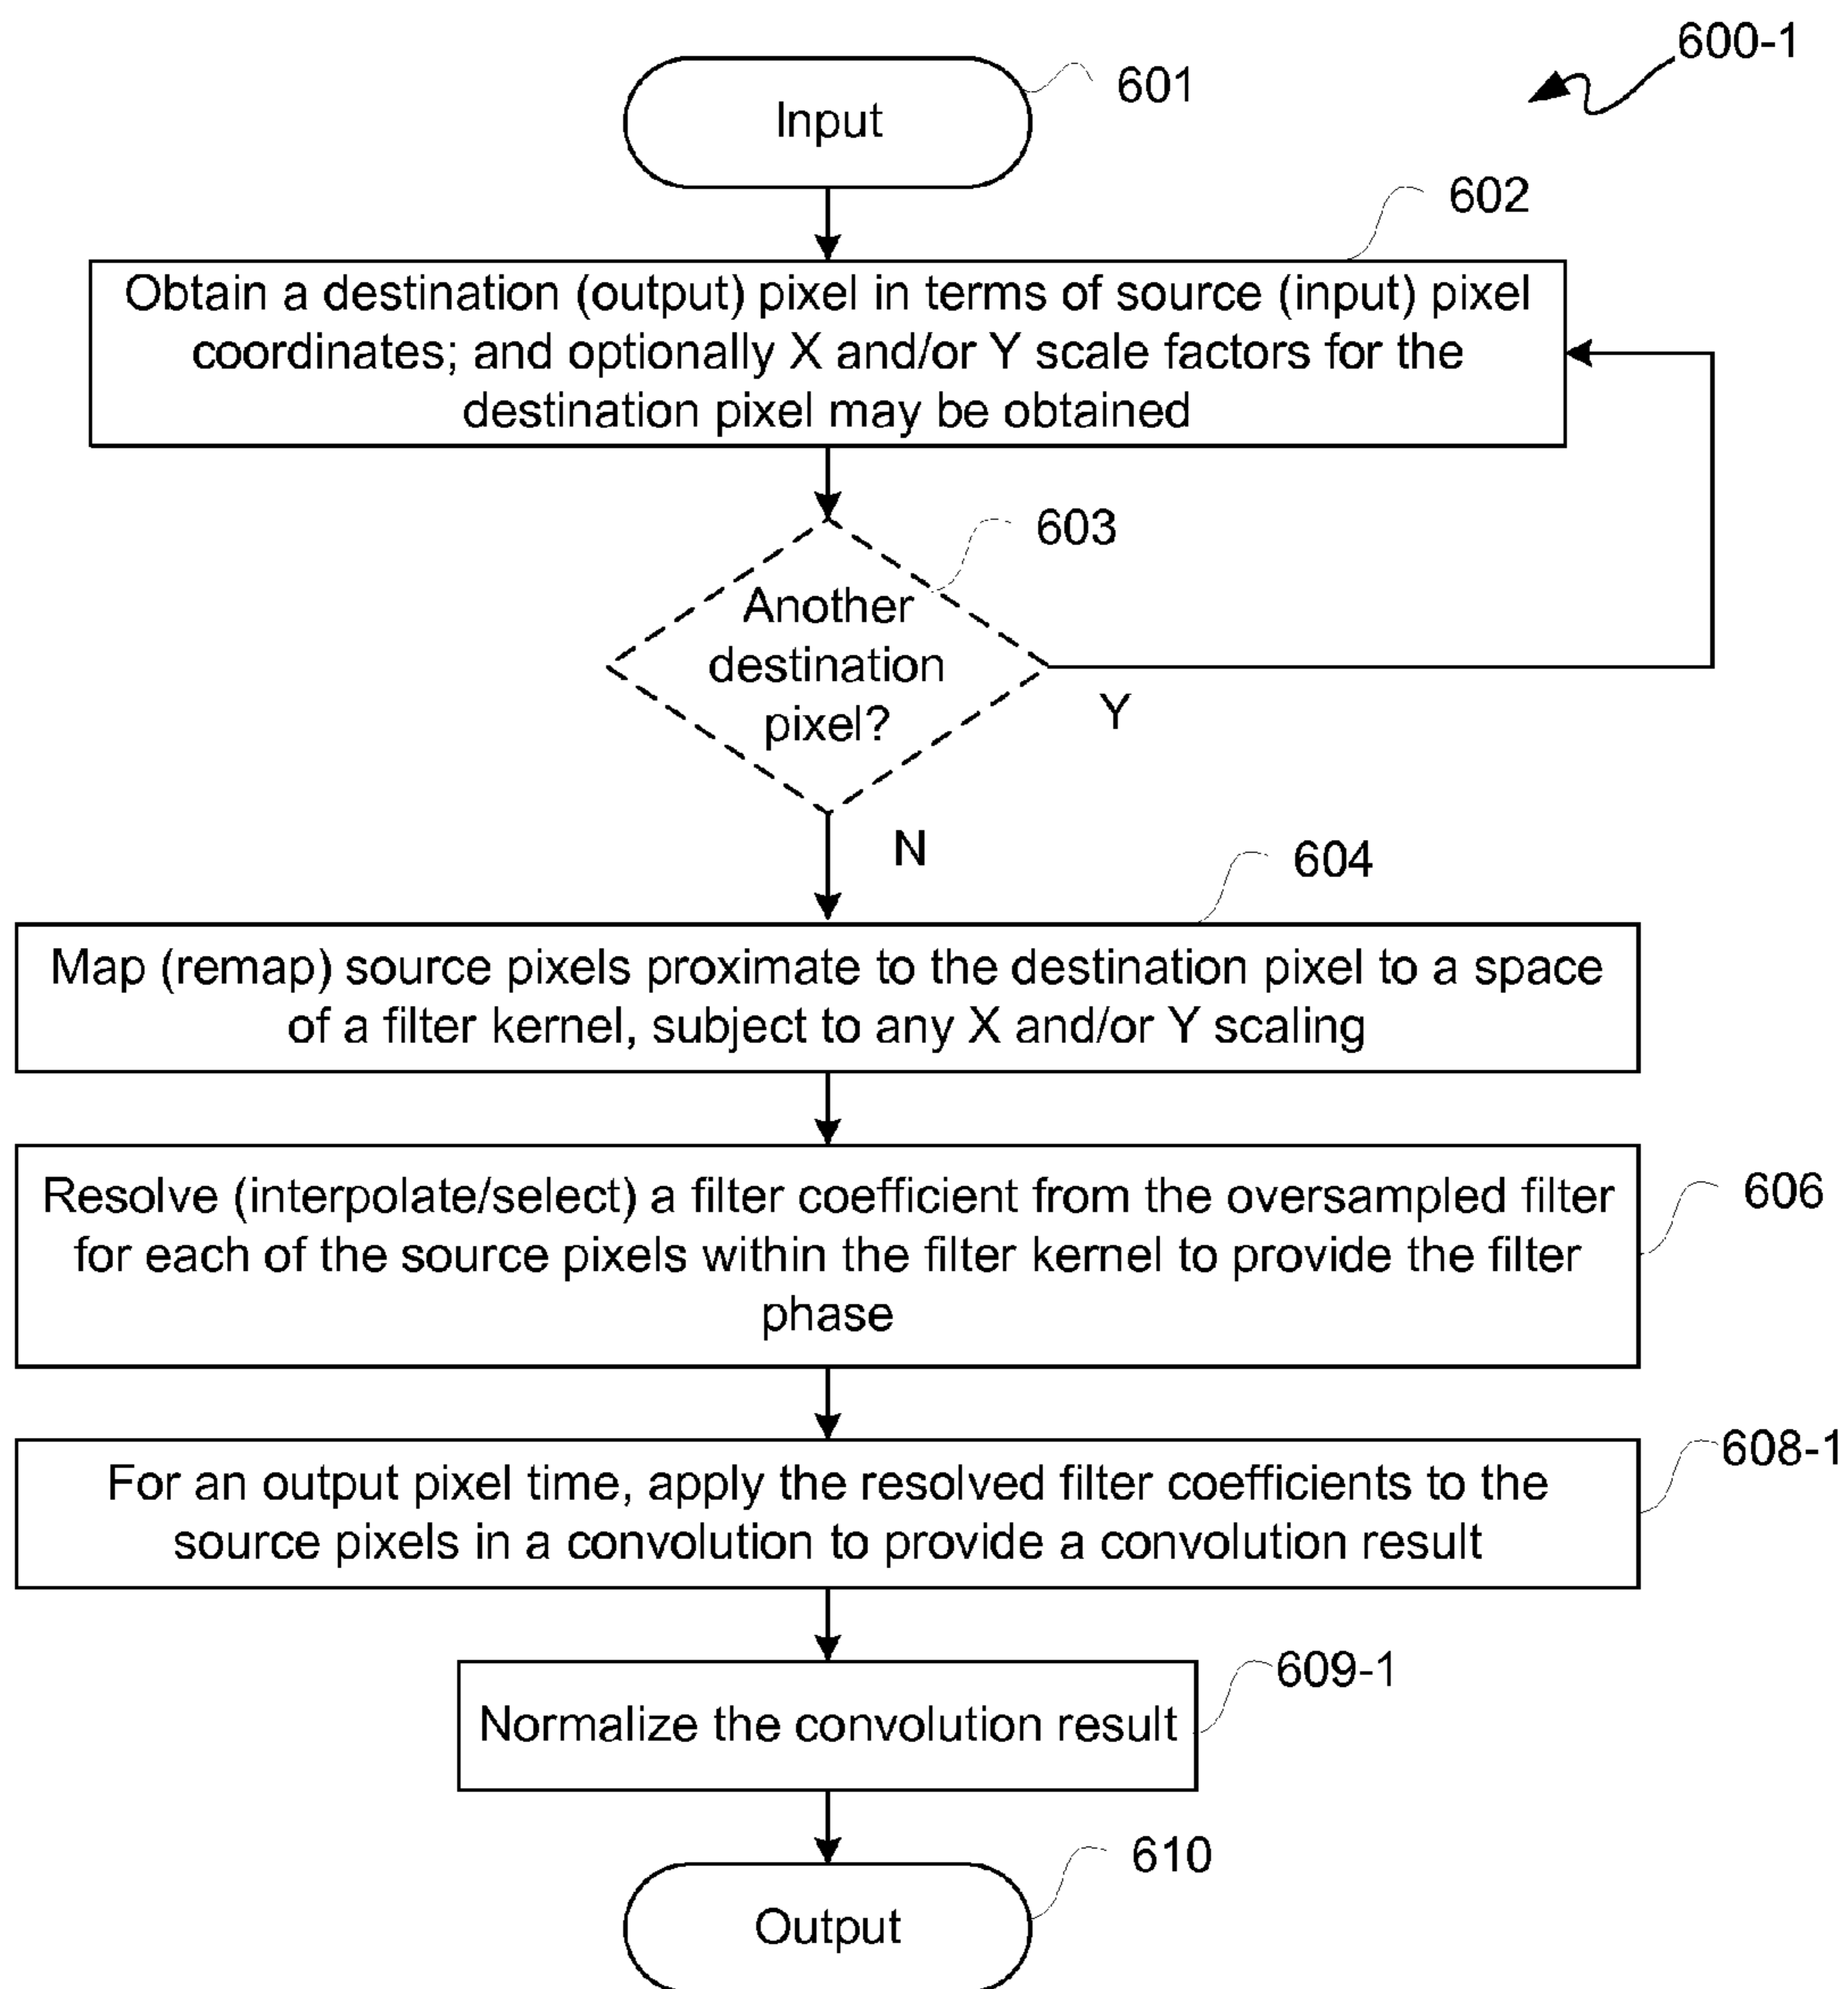 600-1
601
Input
602
Obtain a destination (output) pixel in terms of source (input) pixel
coordinates; and optionally X and/or Y scale factors for the
destination pixel may be obtained
603
Another
destination
pixel?
Y
N
604
Map (remap) source pixels proximate to the destination pixel to a space
of a filter kernel, subject to any X and/or Y scaling
606
Resolve (interpolate/select) a filter coefficient from the oversampled filter
for each of the source pixels within the filter kernel to provide the filter
phase
608-1
For an output pixel time, apply the resolved filter coefficients to the
source pixels in a convolution to provide a convolution result
609-1
Normalize the convolution result
610
Output